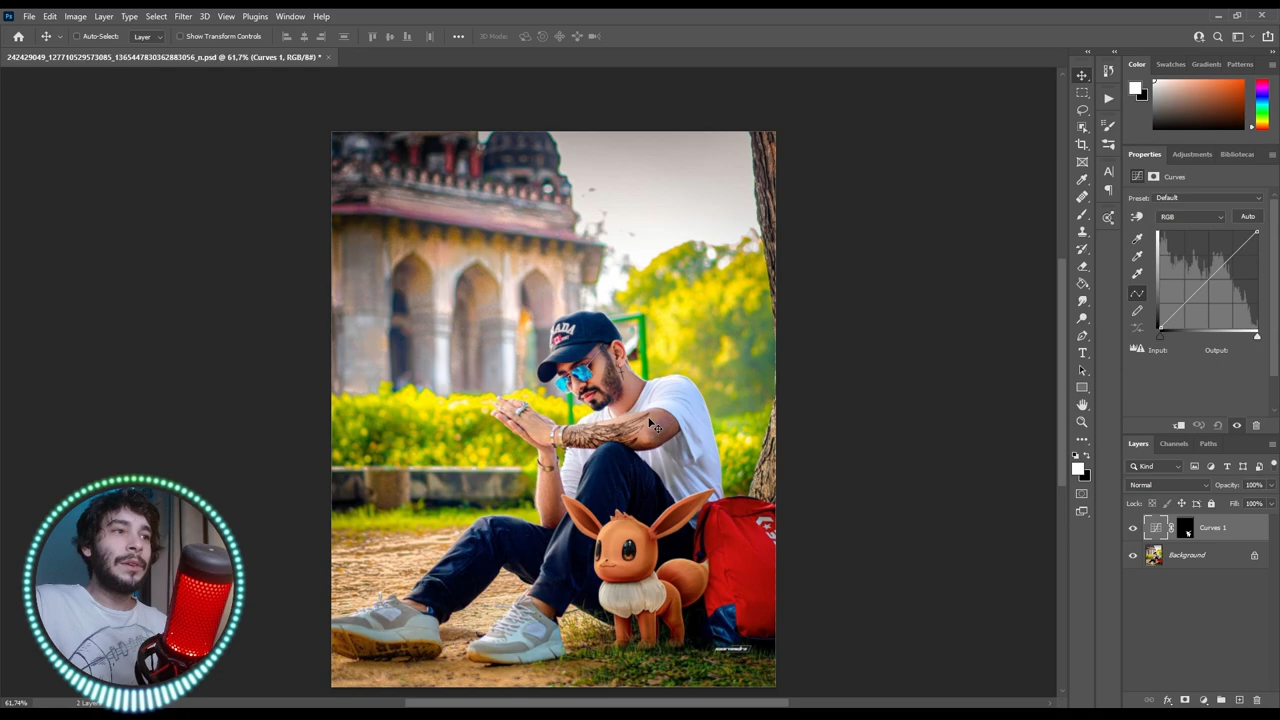 Ps File Edit Image Layer Type Select Filter 3D View Plugins Window Help
Auto-Select: Layer Show Transform Controls 3D Mode:
242429049_127710529573085_1365447830362883056_n.psd @ 61,7% (Curves 1, RGB/8#) *
Color Swatches Gradients Patterns
Properties Adjustments Bibliotecas
Curves
Preset: Default
RGB Auto
Input: Output:
Layers Channels Paths
Kind
Normal Opacity: 100%
Lock: Fill: 100%
Curves 1
Background
61,74% 2 Laye